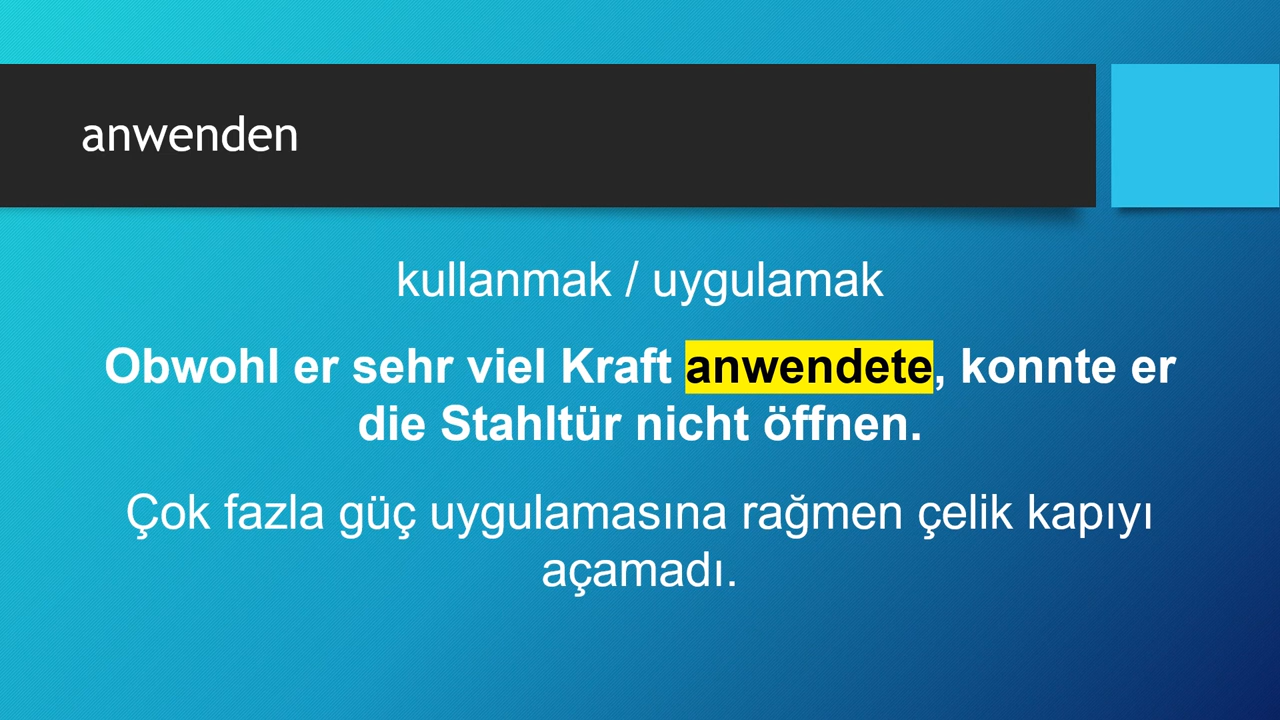 anwenden
kullanmak / uygulamak
Obwohl er sehr viel Kraft anwendete, konnte er
die Stahltür nicht öffnen.
Çok fazla güç uygulamasına rağmen çelik kapıyı
açamadı.